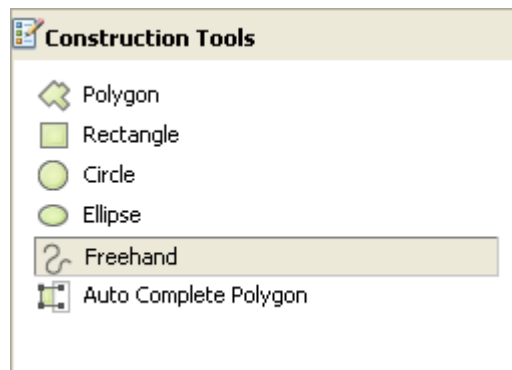 Construction Tools
Polygon
Rectangle
Circle
Ellipse
Freehand
Auto Complete Polygon